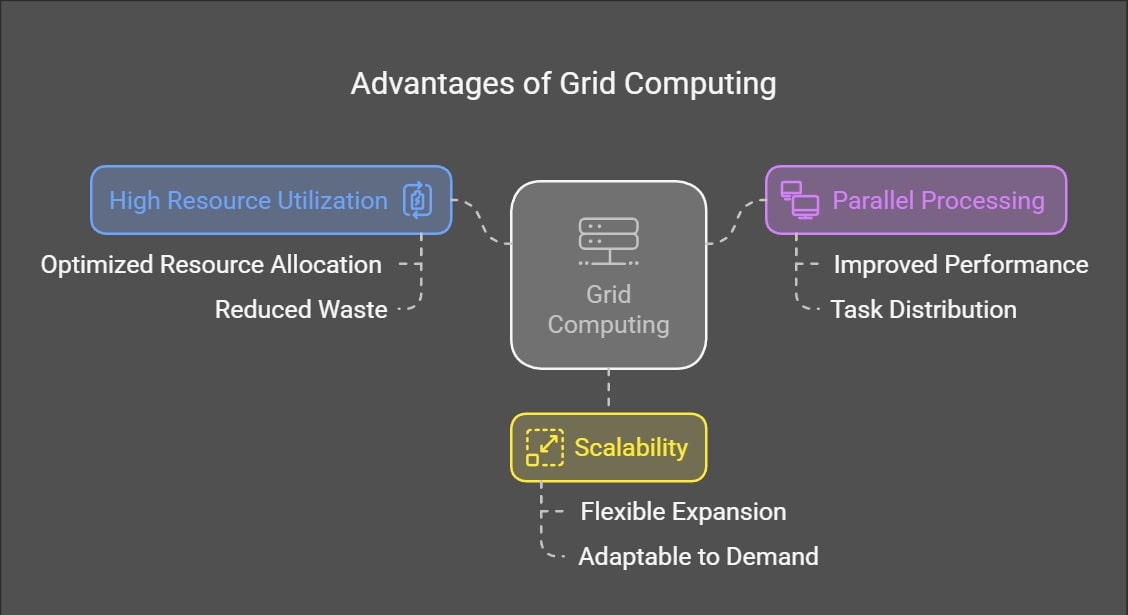 Advantages of Grid Computing
High Resource Utilization
Optimized Resource Allocation
Reduced Waste
Grid
Computing
Parallel Processing
Improved Performance
Task Distribution
Scalability
Flexible Expansion
Adaptable to Demand